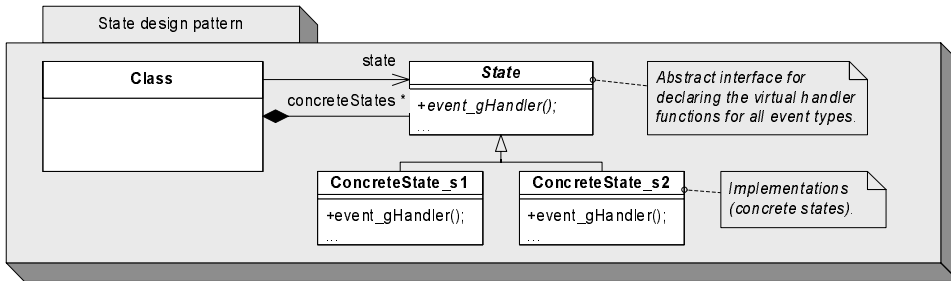 State design pattern
Class
state
concreteStates *
State
+event_gHandler();
...
Abstract interface for
declaring the virtual handler
functions for all event types.
ConcreteState_s1
+event_gHandler();
...
ConcreteState_s2
+event_gHandler();
...
Implementations
(concrete states).